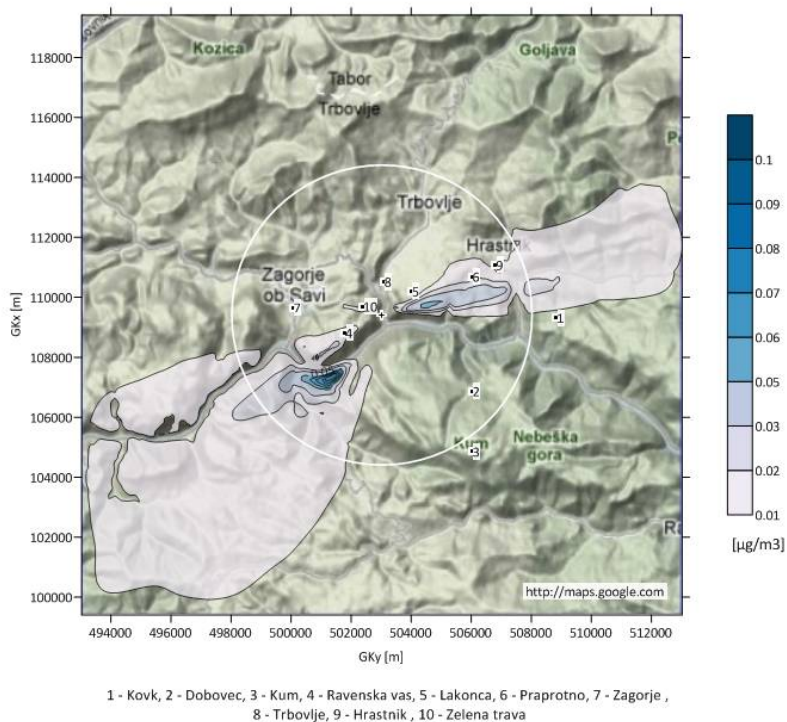 Kozica
Goljava
Tabor
Trbovlje
Trbovlje
Hrastnik
Zagorje
ob Savi
Kum
Nebeška
gora
Ra
1
2
3
4
5
6
7
8
9
10
118000
116000
114000
112000
110000
108000
106000
104000
102000
100000
GKx [m]
494000 496000 498000 500000 502000 504000 506000 508000 510000 512000
GKy [m]
http://maps.google.com
0.1
0.09
0.08
0.07
0.06
0.05
0.03
0.02
0.01
[µg/m3]
1 - Kovk, 2 - Dobovec, 3 - Kum, 4 - Ravenska vas, 5 - Lakonca, 6 - Praprotno, 7 - Zagorje ,
8 - Trbovlje, 9 - Hrastnik , 10 - Zelena trava